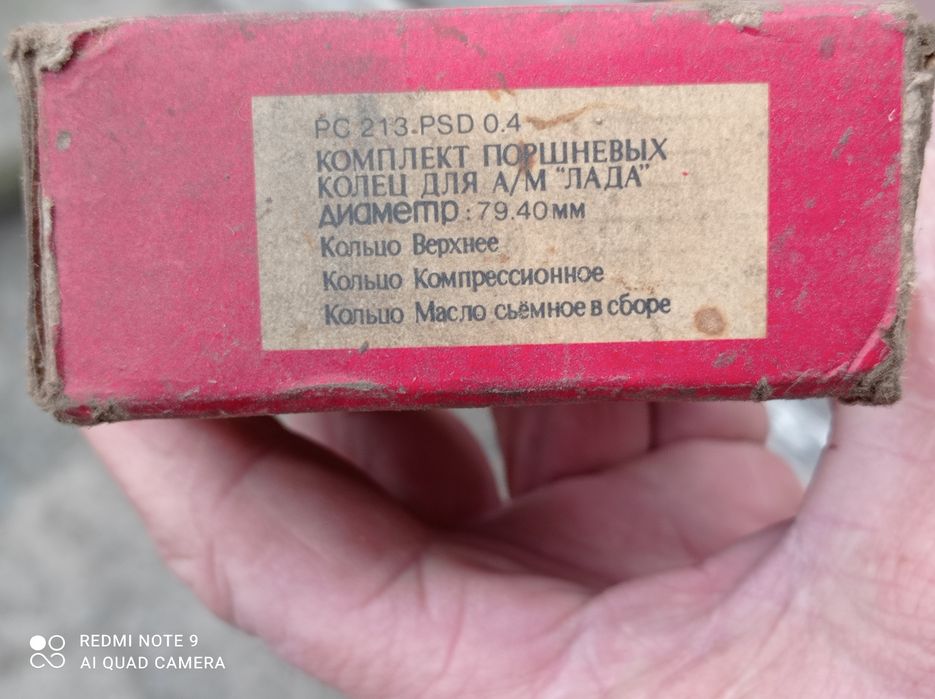 PC 213.PSD 0.4
КОМПЛЕКТ ПОРШНЕВЫХ
КОЛЕЦ ДЛЯ А/М "ЛАДА"
Диаметр : 79.40 мм
Кольцо Верхнее
Кольцо Компрессионное
Кольцо Масло сьёмное в сборе
REDMI NOTE 9
AI QUAD CAMERA